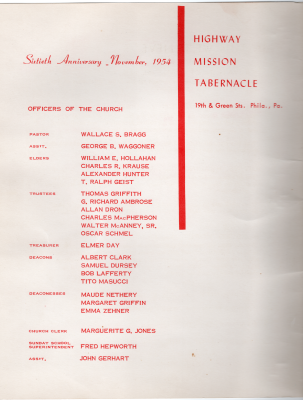 HIGHWAY
MISSION
TABERNACLE
19th & Green Sts. Phila., Pa.
Sixtieth Anniversary November, 1954
OFFICERS OF THE CHURCH
PASTOR WALLACE S. BRAGG
ASSIT. GEORGE B. WAGGONER
ELDERS WILLIAM E. HOLLAHAN
CHARLES R. KRAUSE
ALEXANDER HUNTER
T. RALPH GEIST
TRUSTEES THOMAS GRIFFITH
G. RICHARD AMBROSE
ALLAN DRON
CHARLES MacPHERSON
WALTER McANNEY, SR.
OSCAR SCHMEL
TREASURER ELMER DAY
DEACONS ALBERT CLARK
SAMUEL DURSEY
BOB LAFFERTY
TITO MASUCCI
DEACONESSES MAUDE NETHERY
MARGARET GRIFFIN
EMMA ZEHNER
CHURCH CLERK MARGUERITE G. JONES
SUNDAY SCHOOL
SUPERINTENDENT FRED HEPWORTH
ASSIT. JOHN GERHART